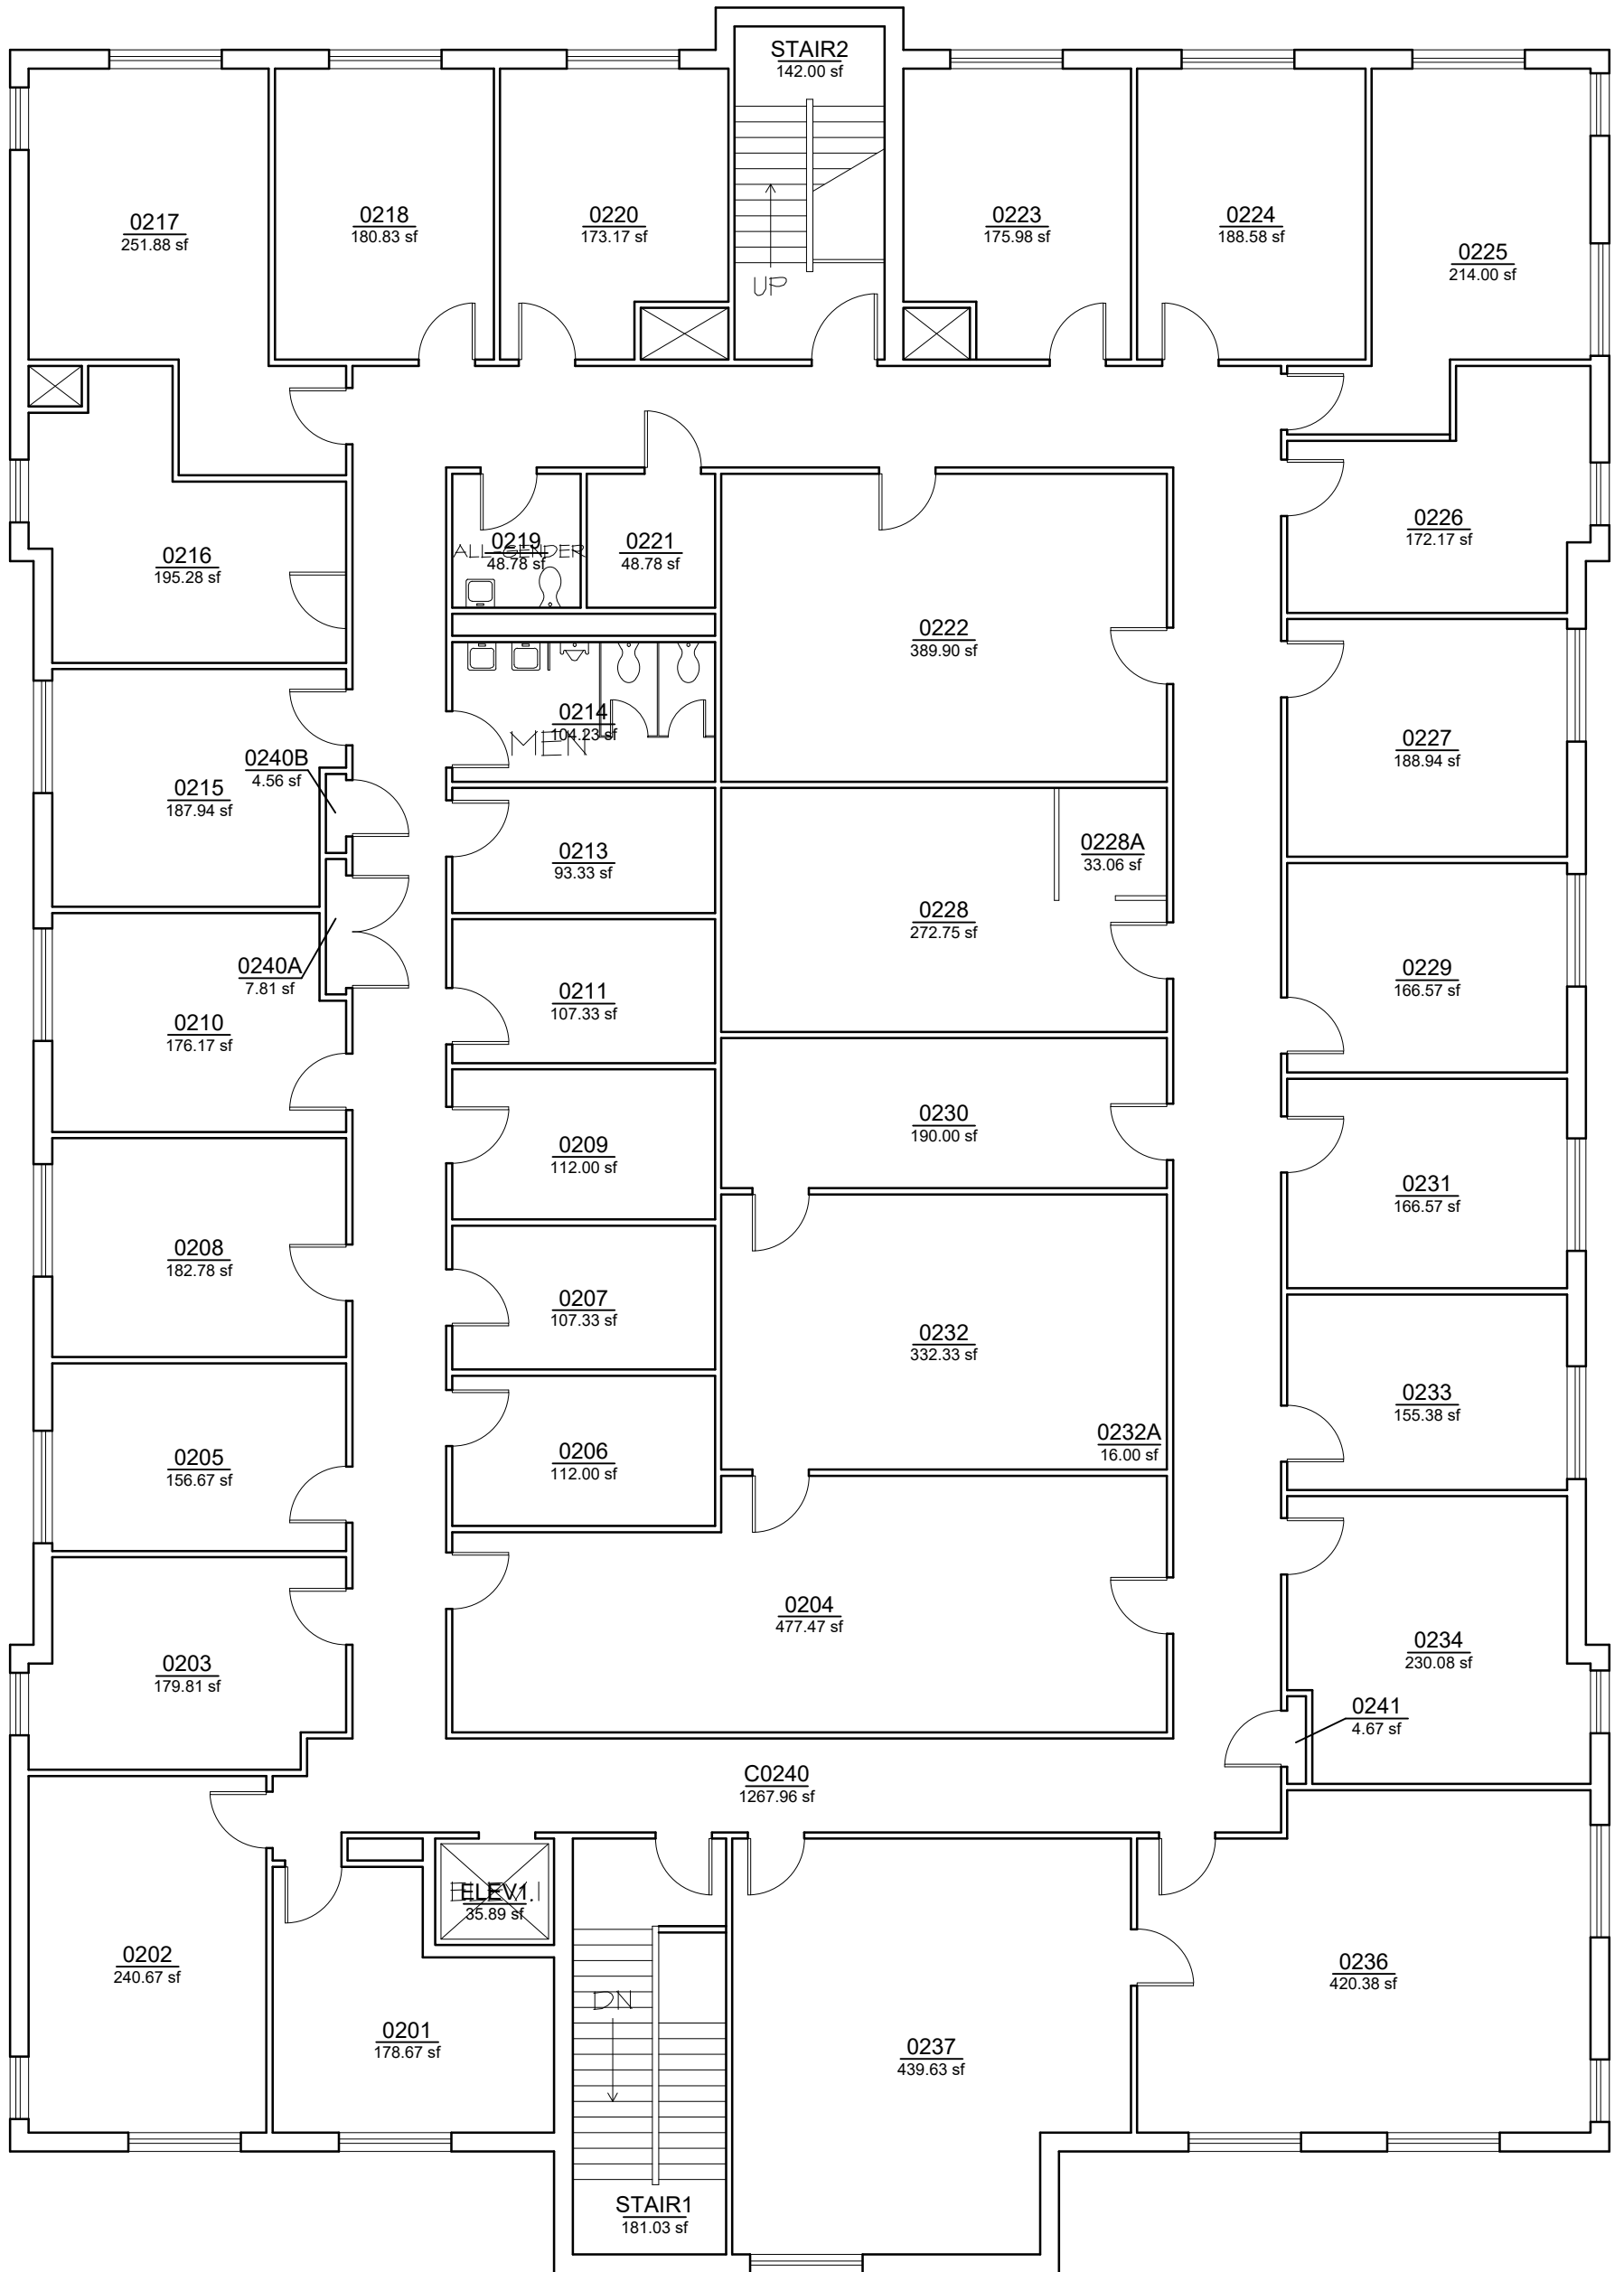 STAIR2
142.00 sf
UP
0217
251.88 sf
0218
180.83 sf
0220
173.17 sf
0223
175.98 sf
0224
188.58 sf
0225
214.00 sf
0216
195.28 sf
0219
ALL-GENDER
48.78 sf
0221
48.78 sf
0222
389.90 sf
0226
172.17 sf
0214
104.23 sf
MEN
0227
188.94 sf
0240B
4.56 sf
0215
187.94 sf
0213
93.33 sf
0228A
33.06 sf
0228
272.75 sf
0229
166.57 sf
0240A
7.81 sf
0210
176.17 sf
0211
107.33 sf
0209
112.00 sf
0230
190.00 sf
0231
166.57 sf
0208
182.78 sf
0207
107.33 sf
0232
332.33 sf
0232A
16.00 sf
0233
155.38 sf
0205
156.67 sf
0206
112.00 sf
0204
477.47 sf
0203
179.81 sf
0234
230.08 sf
0241
4.67 sf
C0240
1267.96 sf
ELEV1
35.89 sf
0202
240.67 sf
0201
178.67 sf
DN
0237
439.63 sf
0236
420.38 sf
STAIR1
181.03 sf